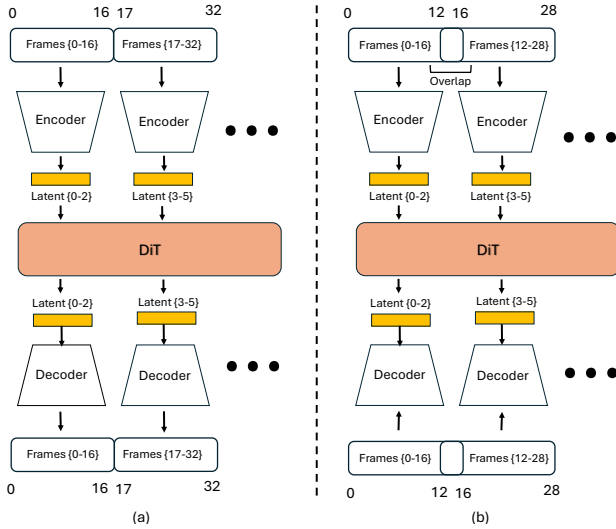 0 16 17 32
Frames {0-16} Frames {17-32}
Encoder Encoder
Latent {0-2} Latent {3-5}
DiT
Latent {0-2} Latent {3-5}
Decoder Decoder
Frames {0-16} Frames {17-32}
0 16 17 32
(a)
0 12 16 28
Frames {0-16} Frames {12-28}
Overlap
Encoder Encoder
Latent {0-2} Latent {3-5}
DiT
Latent {0-2} Latent {3-5}
Decoder Decoder
Frames {0-16} Frames {12-28}
0 12 16 28
(b)